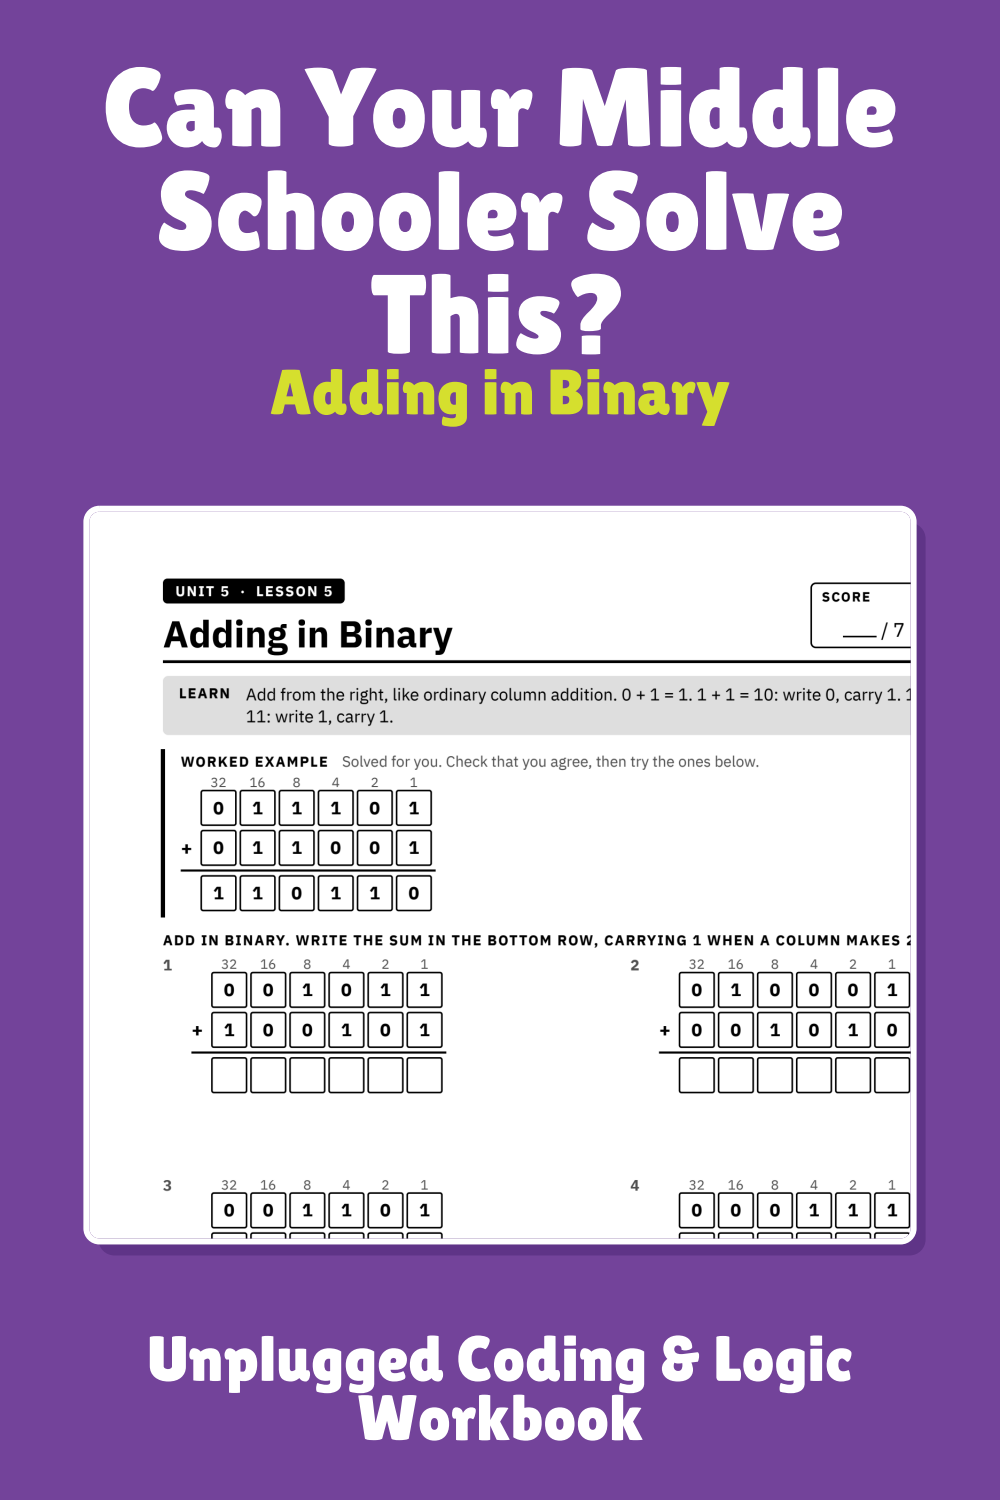 Can Your Middle
Schooler Solve
This?
Adding in Binary
UNIT 5 · LESSON 5
SCORE
___ / 7
Adding in Binary
LEARN Add from the right, like ordinary column addition. 0 + 1 = 1. 1 + 1 = 10: write 0, carry 1. 1
11: write 1, carry 1.
WORKED EXAMPLE Solved for you. Check that you agree, then try the ones below.
32 16 8 4 2 1
0 1 1 1 0 1
+ 0 1 1 0 0 1
1 1 0 1 1 0
ADD IN BINARY. WRITE THE SUM IN THE BOTTOM ROW, CARRYING 1 WHEN A COLUMN MAKES 2
1 32 16 8 4 2 1
0 0 1 0 1 1
+ 1 0 0 1 0 1
2 32 16 8 4 2 1
0 1 0 0 0 1
+ 0 0 1 0 1 0
3 32 16 8 4 2 1
0 0 1 1 0 1
4 32 16 8 4 2 1
0 0 0 1 1 1
Unplugged Coding & Logic
Workbook